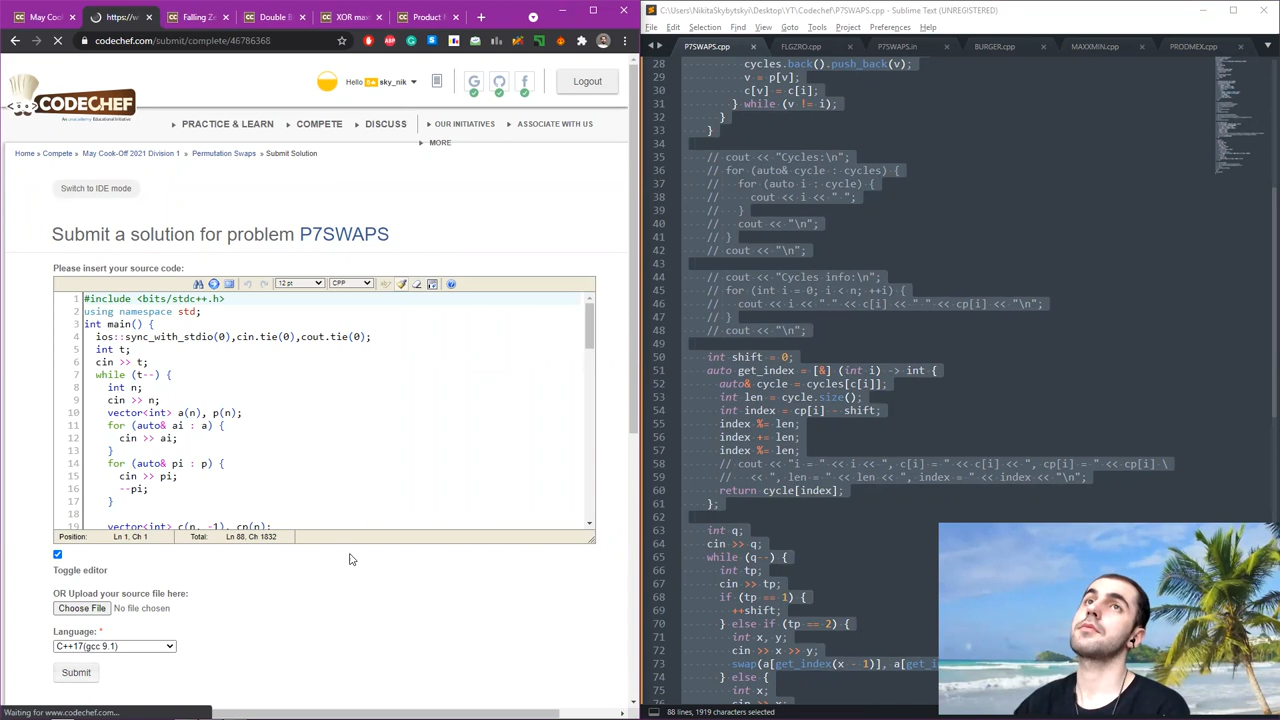 May Cook
https://w
Falling Ze
Double B
XOR max
Product M
codechef.com/submit/complete/46786368
CODECHEF
An unacademy Educational Initiative
Hello 5★ sky_nik
Logout
PRACTICE & LEARN
COMPETE
DISCUSS
OUR INITIATIVES
ASSOCIATE WITH US
MORE
Home » Compete » May Cook-Off 2021 Division 1 » Permutation Swaps » Submit Solution
Switch to IDE mode
Submit a solution for problem P7SWAPS
Please insert your source code:
12 pt
CPP
1 #include <bits/stdc++.h>
2 using namespace std;
3 int main() {
4 ios::sync_with_stdio(0),cin.tie(0),cout.tie(0);
5 int t;
6 cin >> t;
7 while (t--) {
8 int n;
9 cin >> n;
10 vector<int> a(n), p(n);
11 for (auto& ai : a) {
12 cin >> ai;
13 }
14 for (auto& pi : p) {
15 cin >> pi;
16 --pi;
17 }
18
19 vector<int> c(n, -1), cp(n);
Position: Ln 1, Ch 1 Total: Ln 88, Ch 1832
Toggle editor
OR Upload your source file here:
Choose File No file chosen
Language: *
C++17(gcc 9.1)
Submit
Waiting for www.codechef.com...
C:\Users\NikitaSkybytskyi\Desktop\YT\Codechef\P7SWAPS.cpp - Sublime Text (UNREGISTERED)
File Edit Selection Find View Goto Tools Project Preferences Help
P7SWAPS.cpp
FLGZRO.cpp
P7SWAPS.in
BURGER.cpp
MAXXMIN.cpp
PRODMEX.cpp
28 cycles.back().push_back(v);
29 v = p[v];
30 c[v] = c[i];
31 } while (v != i);
32 }
33 }
34
35 // cout << "Cycles:\n";
36 // for (auto& cycle : cycles) {
37 // for (auto i : cycle) {
38 // cout << i << " ";
39 // }
40 // cout << "\n";
41 // }
42 // cout << "\n";
43
44 // cout << "Cycles info:\n";
45 // for (int i = 0; i < n; ++i) {
46 // cout << i << " " << c[i] << " " << cp[i] << "\n";
47 // }
48 // cout << "\n";
49
50 int shift = 0;
51 auto get_index = [&] (int i) -> int {
52 auto& cycle = cycles[c[i]];
53 int len = cycle.size();
54 int index = cp[i] - shift;
55 index %= len;
56 index += len;
57 index %= len;
58 // cout << "i = " << i << ", c[i] = " << c[i] << ", cp[i] = " << cp[i] \
59 // << ", len = " << len << ", index = " << index << "\n";
60 return cycle[index];
61 };
62
63 int q;
64 cin >> q;
65 while (q--) {
66 int tp;
67 cin >> tp;
68 if (tp == 1) {
69 ++shift;
70 } else if (tp == 2) {
71 int x, y;
72 cin >> x >> y;
73 swap(a[get_index(x - 1)], a[get_i
74 } else {
75 int x;
88 lines, 1919 characters selected